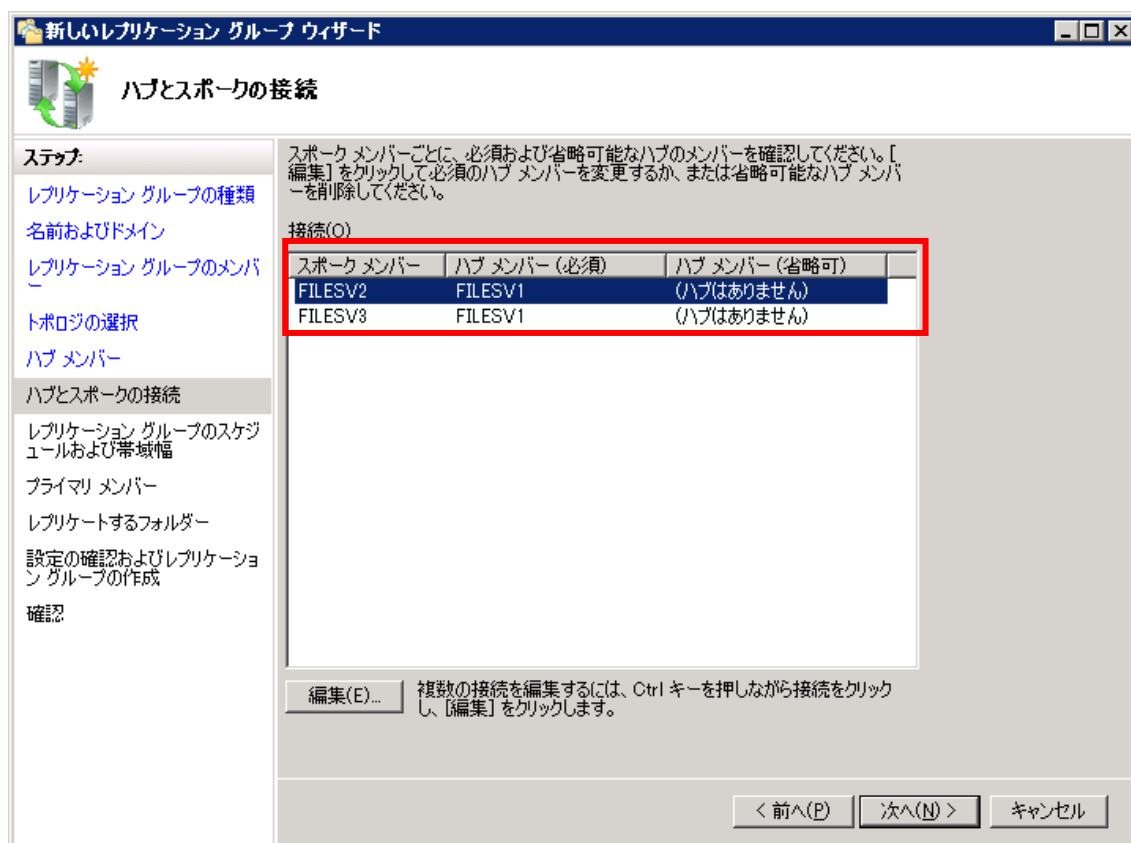 新しいレプリケーション グループ ウィザード
ハブとスポークの接続
ステップ:
レプリケーション グループの種類
名前およびドメイン
レプリケーション グループのメンバ
ー
トポロジの選択
ハブ メンバー
ハブとスポークの接続
レプリケーション グループのスケジ
ュールおよび帯域幅
プライマリ メンバー
レプリケートするフォルダー
設定の確認およびレプリケーショ
ン グループの作成
確認
スポーク メンバーごとに、必須および省略可能なハブのメンバーを確認してください。[
編集] をクリックして必須のハブ メンバーを変更するか、または省略可能なハブ メンバ
ーを削除してください。
接続(O)
スポーク メンバー ハブ メンバー (必須) ハブ メンバー (省略可)
FILESV2 FILESV1 (ハブはありません)
FILESV3 FILESV1 (ハブはありません)
編集(E)...
複数の接続を編集するには、Ctrl キーを押しながら接続をクリック
し、[編集] をクリックします。
< 前へ(P) 次へ(N) > キャンセル